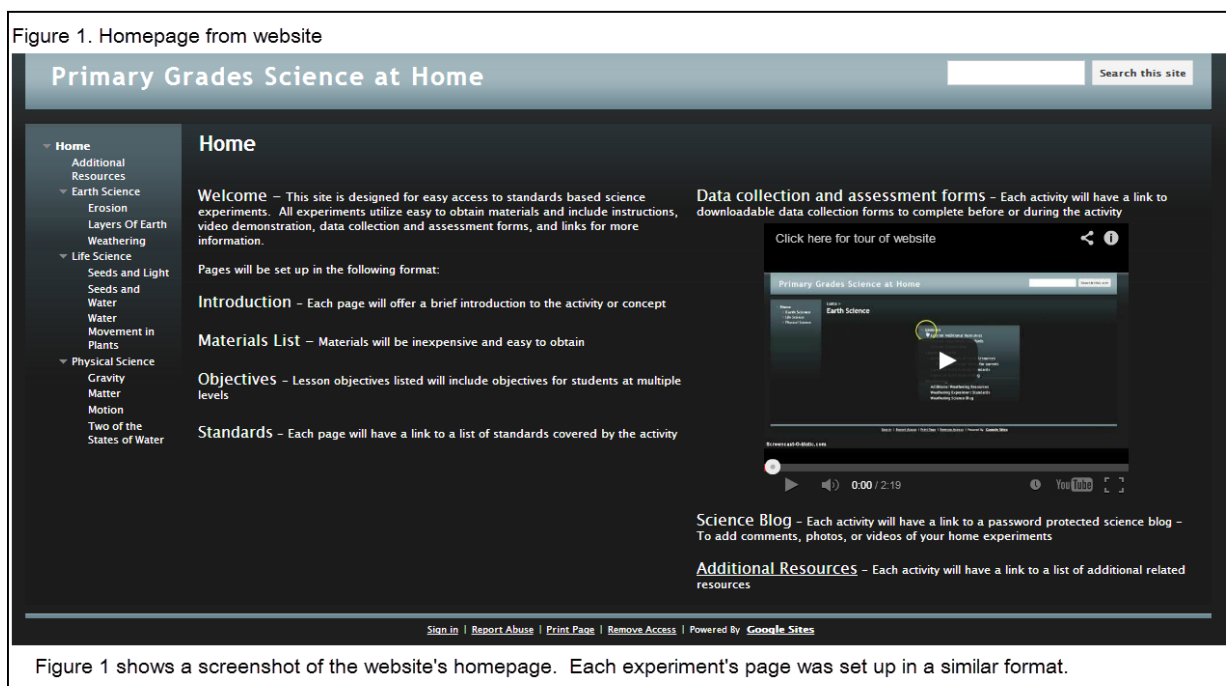 Figure 1. Homepage from website
Primary Grades Science at Home
Search this site
Home
Additional
Resources
Earth Science
Erosion
Layers Of Earth
Weathering
Life Science
Seeds and Light
Seeds and
Water
Water
Movement in
Plants
Physical Science
Gravity
Matter
Motion
Two of the
States of Water
Home
Welcome – This site is designed for easy access to standards based science
experiments. All experiments utilize easy to obtain materials and include instructions,
video demonstration, data collection and assessment forms, and links for more
information.
Pages will be set up in the following format:
Introduction – Each page will offer a brief introduction to the activity or concept
Materials List – Materials will be inexpensive and easy to obtain
Objectives – Lesson objectives listed will include objectives for students at multiple
levels
Standards – Each page will have a link to a list of standards covered by the activity
Data collection and assessment forms – Each activity will have a link to
downloadable data collection forms to complete before or during the activity
Click here for tour of website
Primary Grades Science at Home
Earth Science
Additional Weathering Resources
Weathering Experiment Standards
Weathering Science Blog
Screencast-O-Matic.com
0:00 / 2:19
YouTube
Science Blog – Each activity will have a link to a password protected science blog –
To add comments, photos, or videos of your home experiments
Additional Resources – Each activity will have a link to a list of additional related
resources
Sign in | Report Abuse | Print Page | Remove Access | Powered By Google Sites
Figure 1 shows a screenshot of the website's homepage. Each experiment's page was set up in a similar format.